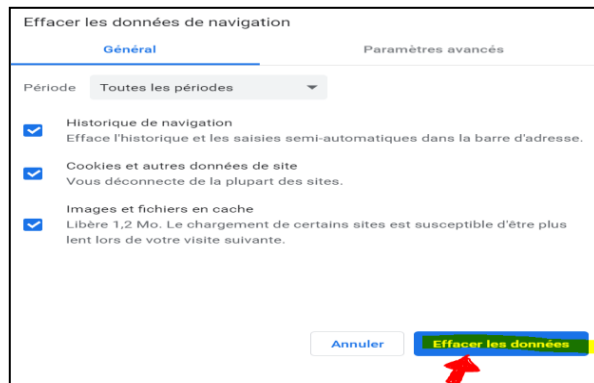 Effacer les données de navigation
Général Paramètres avancés
Période Toutes les périodes
Historique de navigation
Efface l'historique et les saisies semi-automatiques dans la barre d'adresse.
Cookies et autres données de site
Vous déconnecte de la plupart des sites.
Images et fichiers en cache
Libère 1,2 Mo. Le chargement de certains sites est susceptible d'être plus
lent lors de votre visite suivante.
Annuler Effacer les données